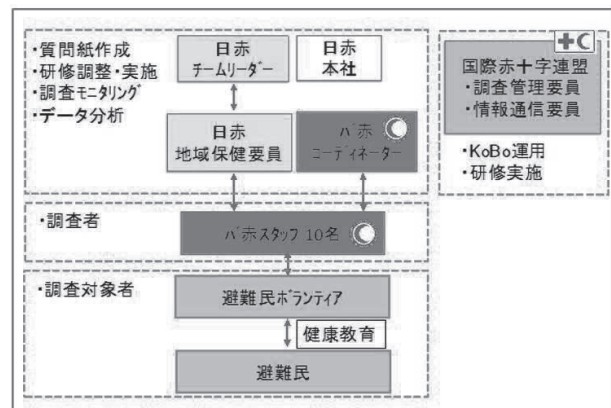 ・質問紙作成
・研修調整・実施
・調査モニタリング
・データ分析
日赤
チームリーダー
日赤
本社
日赤
地域保健要員
バ赤
コーディネーター
国際赤十字連盟
・調査管理要員
・情報通信要員
・KoBo運用
・研修実施
・調査者
バ赤スタッフ 10名
・調査対象者
避難民ボランティア
健康教育
避難民